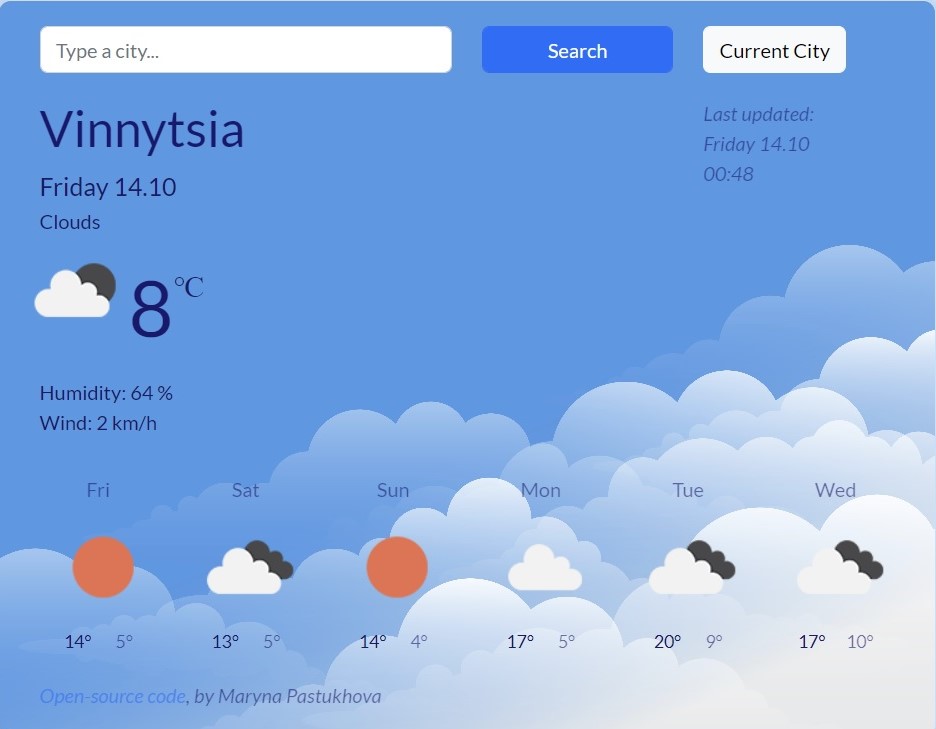 Type a city...
Search
Current City
Vinnytsia
Last updated:
Friday 14.10
00:48
Friday 14.10
Clouds
8 °C
Humidity: 64 %
Wind: 2 km/h
Fri Sat Sun Mon Tue Wed
14° 5° 13° 5° 14° 4° 17° 5° 20° 9° 17° 10°
Open-source code, by Maryna Pastukhova